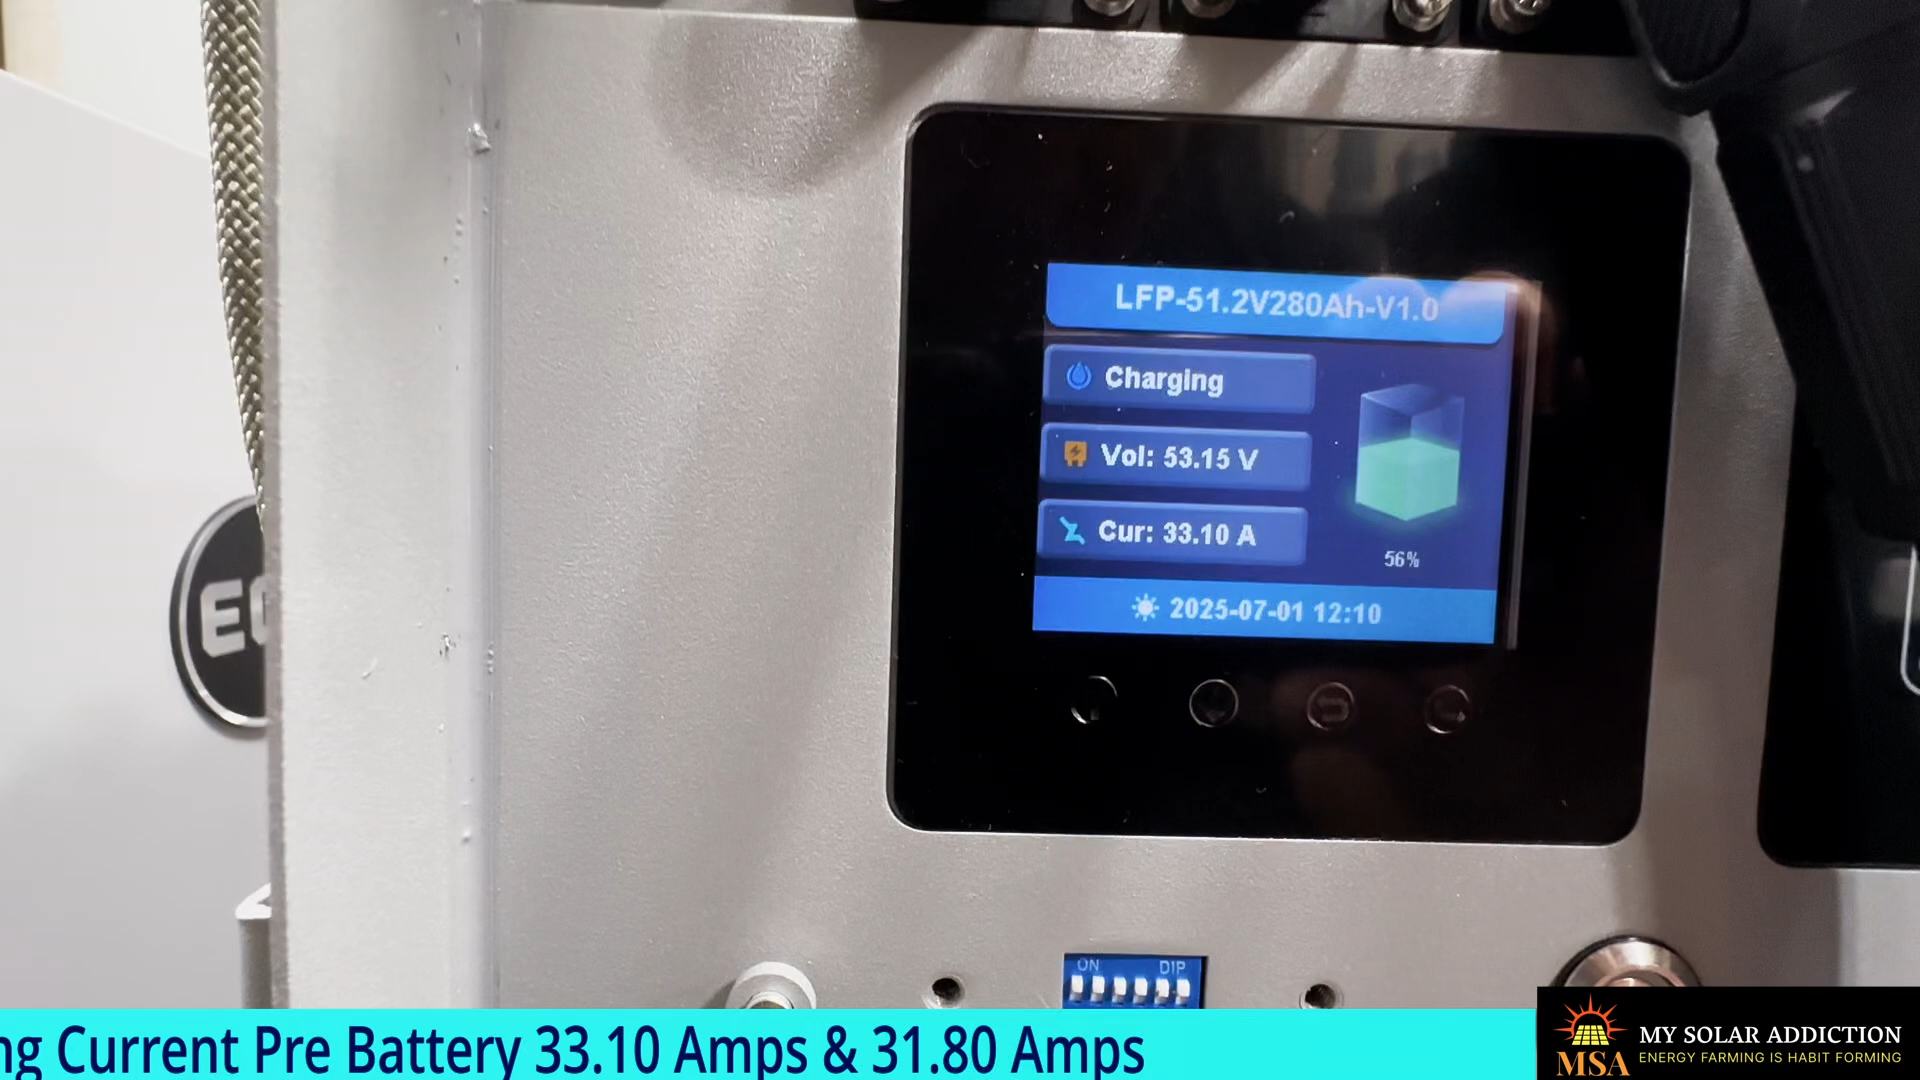 LFP-51.2V280Ah-V1.0
Charging
Vol: 53.15 V
Cur: 33.10 A
56%
2025-07-01 12:10
ON DIP
ng Current Pre Battery 33.10 Amps & 31.80 Amps
MSA
MY SOLAR ADDICTION
ENERGY FARMING IS HABIT FORMING